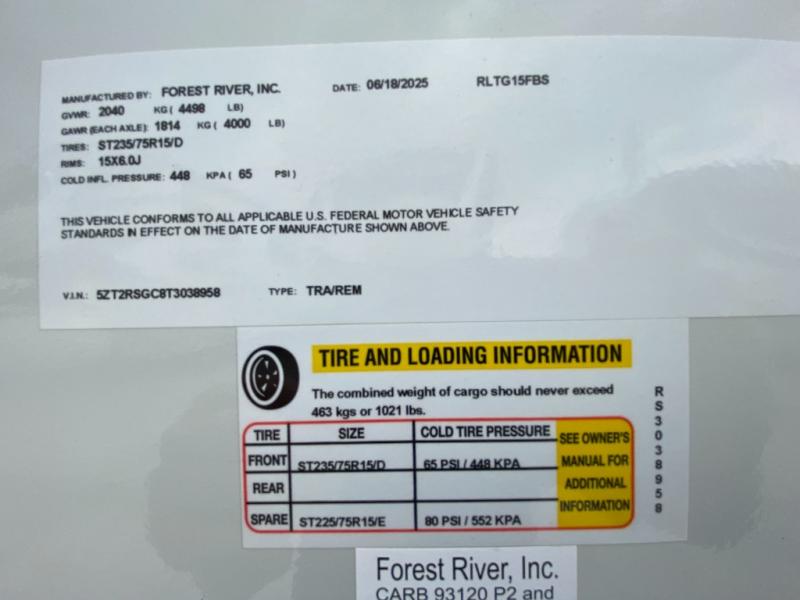 MANUFACTURED BY: FOREST RIVER, INC. DATE: 06/18/2025 RLTG15FBS
GVWR: 2040 KG ( 4498 LB)
GAWR (EACH AXLE): 1814 KG ( 4000 LB)
TIRES: ST235/75R15/D
RIMS: 15X6.0J
COLD INFL. PRESSURE: 448 KPA ( 65 PSI )
THIS VEHICLE CONFORMS TO ALL APPLICABLE U.S. FEDERAL MOTOR VEHICLE SAFETY
STANDARDS IN EFFECT ON THE DATE OF MANUFACTURE SHOWN ABOVE.
V.I.N.: 5ZT2RSGC8T3038958 TYPE: TRA/REM
TIRE AND LOADING INFORMATION
The combined weight of cargo should never exceed
463 kgs or 1021 lbs.
TIRE SIZE COLD TIRE PRESSURE
FRONT ST235/75R15/D 65 PSI / 448 KPA
REAR
SPARE ST225/75R15/E 80 PSI / 552 KPA
SEE OWNER'S
MANUAL FOR
ADDITIONAL
INFORMATION
RS3038958
Forest River, Inc.
CARB 93120 P2 and